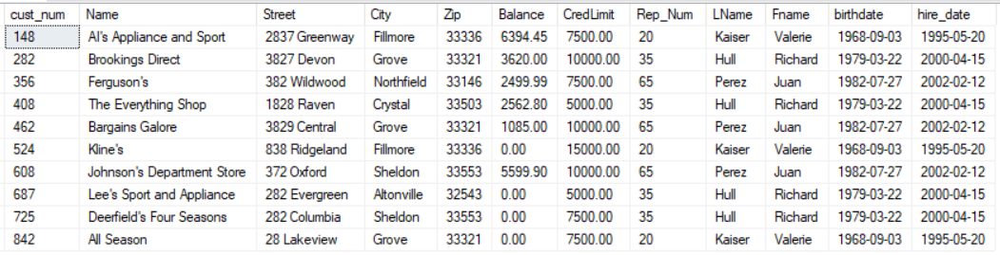 cust_num Name Street City Zip Balance CredLimit Rep_Num LName Fname birthdate hire_date
148 Al's Appliance and Sport 2837 Greenway Fillmore 33336 6394.45 7500.00 20 Kaiser Valerie 1968-09-03 1995-05-20
282 Brookings Direct 3827 Devon Grove 33321 3620.00 10000.00 35 Hull Richard 1979-03-22 2000-04-15
356 Ferguson's 382 Wildwood Northfield 33146 2499.99 7500.00 65 Perez Juan 1982-07-27 2002-02-12
408 The Everything Shop 1828 Raven Crystal 33503 2562.80 5000.00 35 Hull Richard 1979-03-22 2000-04-15
462 Bargains Galore 3829 Central Grove 33321 1085.00 10000.00 65 Perez Juan 1982-07-27 2002-02-12
524 Kline's 838 Ridgeland Fillmore 33336 0.00 15000.00 20 Kaiser Valerie 1968-09-03 1995-05-20
608 Johnson's Department Store 372 Oxford Sheldon 33553 5599.90 10000.00 65 Perez Juan 1982-07-27 2002-02-12
687 Lee's Sport and Appliance 282 Evergreen Altonville 32543 0.00 5000.00 35 Hull Richard 1979-03-22 2000-04-15
725 Deerfield's Four Seasons 282 Columbia Sheldon 33553 0.00 7500.00 35 Hull Richard 1979-03-22 2000-04-15
842 All Season 28 Lakeview Grove 33321 0.00 7500.00 20 Kaiser Valerie 1968-09-03 1995-05-20